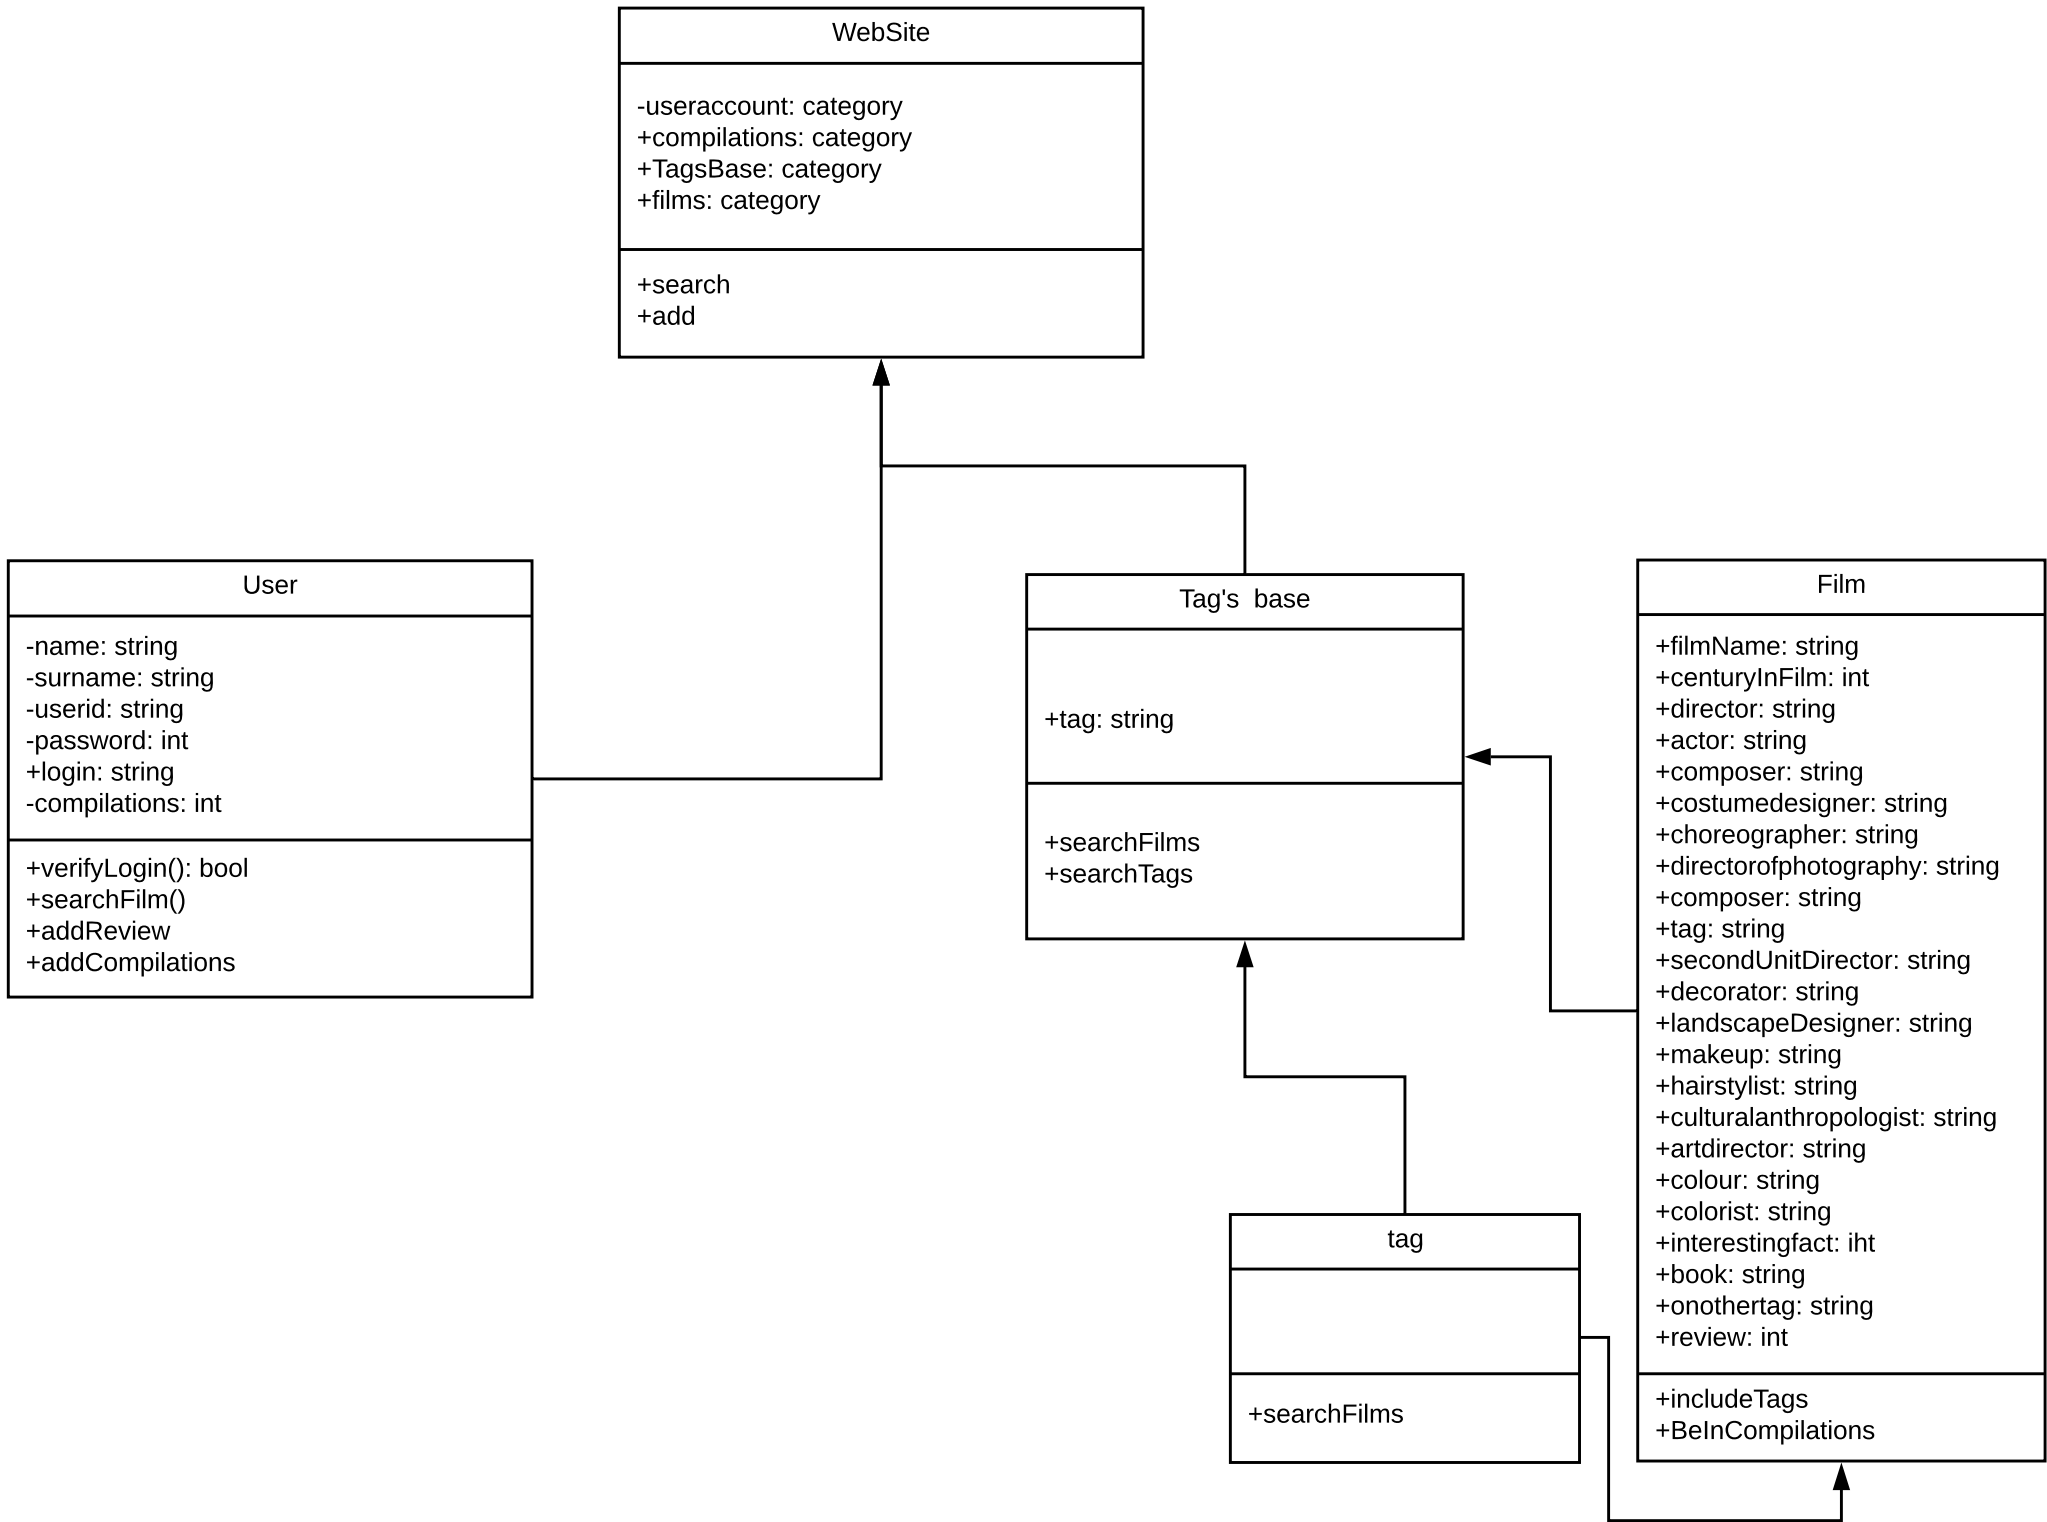 WebSite
-useraccount: category
+compilations: category
+TagsBase: category
+films: category
+search
+add
User
-name: string
-surname: string
-userid: string
-password: int
+login: string
-compilations: int
+verifyLogin(): bool
+searchFilm()
+addReview
+addCompilations
Tag's  base
+tag: string
+searchFilms
+searchTags
Film
+filmName: string
+centuryInFilm: int
+director: string
+actor: string
+composer: string
+costumedesigner: string
+choreographer: string
+directorofphotography: string
+composer: string
+tag: string
+secondUnitDirector: string
+decorator: string
+landscapeDesigner: string
+makeup: string
+hairstylist: string
+culturalanthropologist: string
+artdirector: string
+colour: string
+colorist: string
+interestingfact: iht
+book: string
+onothertag: string
+review: int
+includeTags
+BeInCompilations
tag
+searchFilms